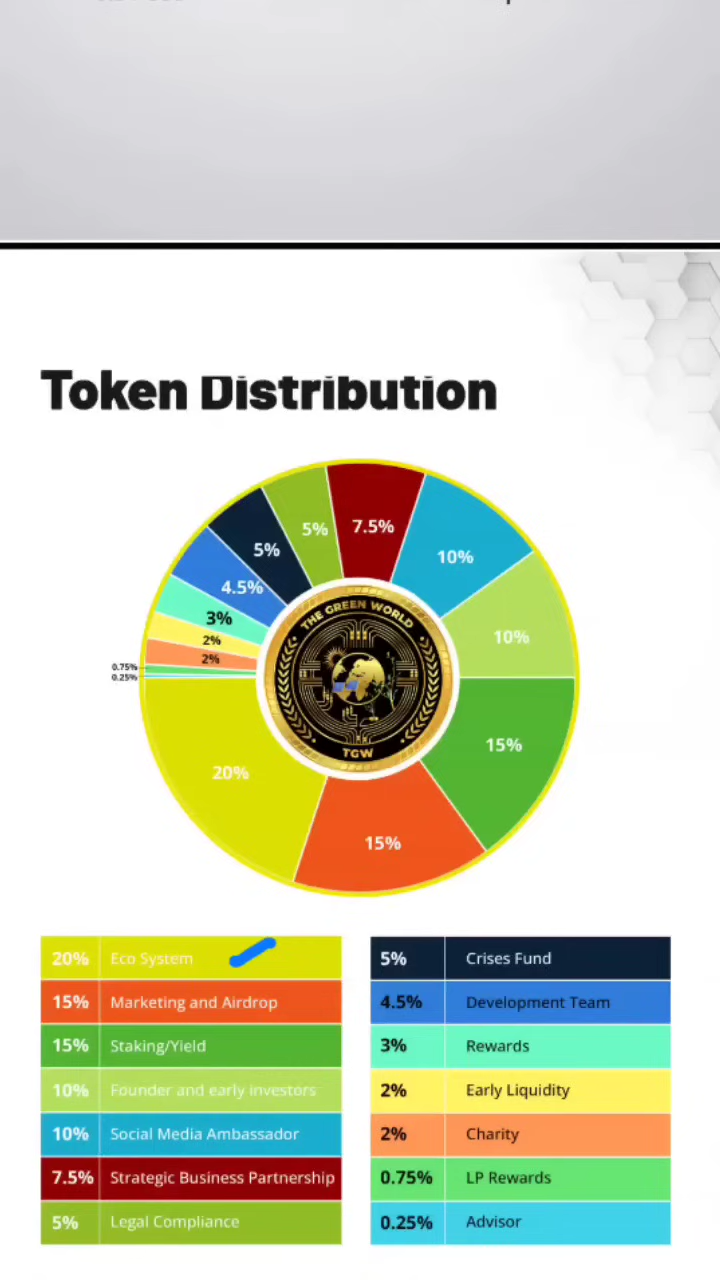 Token Distribution
5%
7.5%
10%
5%
4.5%
10%
3%
2%
2%
0.75%
0.25%
THE GREEN WORLD
TGW
20%
15%
15%
20% Eco System
15% Marketing and Airdrop
15% Staking/Yield
10% Founder and early investors
10% Social Media Ambassador
7.5% Strategic Business Partnership
5% Legal Compliance
5% Crises Fund
4.5% Development Team
3% Rewards
2% Early Liquidity
2% Charity
0.75% LP Rewards
0.25% Advisor